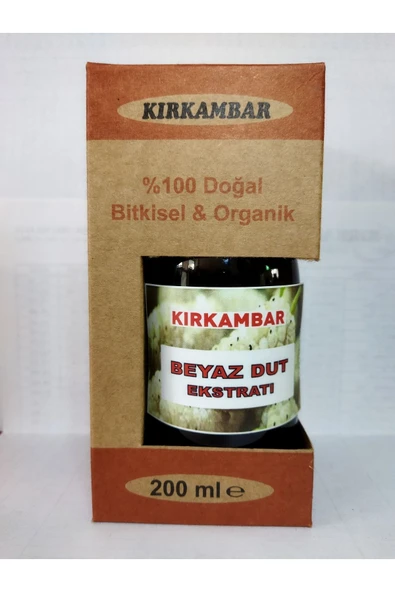 KIRKAMBAR
%100 Doğal
Bitkisel & Organik
KIRKAMBAR
BEYAZ DUT
EKSTRATI
200 ml ℮